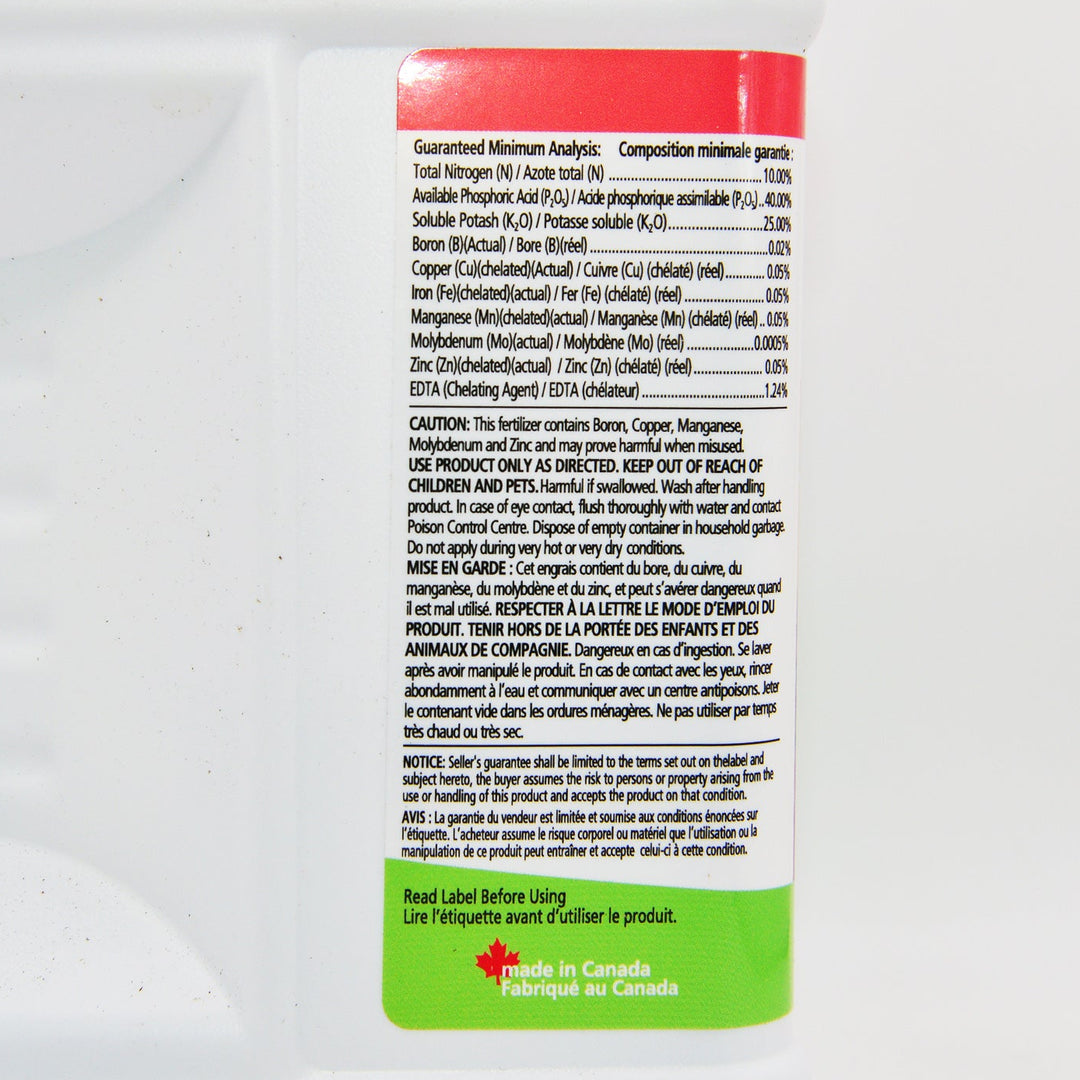 Guaranteed Minimum Analysis: Composition minimale garantie :
Total Nitrogen (N) / Azote total (N) ..................................... 10.00%
Available Phosphoric Acid (P₂O₅) / Acide phosphorique assimilable (P₂O₅)..40.00%
Soluble Potash (K₂O) / Potasse soluble (K₂O).......................25.00%
Boron (B)(Actual) / Bore (B)(réel) ...........................................0.02%
Copper (Cu)(chelated)(Actual) / Cuivre (Cu) (chélaté) (réel)........... 0.05%
Iron (Fe)(chelated)(actual) / Fer (Fe) (chélaté) (réel) ...................... 0.05%
Manganese (Mn)(chelated)(actual) / Manganèse (Mn) (chélaté) (réel).. 0.05%
Molybdenum (Mo)(actual) / Molybdène (Mo) (réel) ..................0.0005%
Zinc (Zn)(chelated)(actual) / Zinc (Zn) (chélaté) (réel)................... 0.05%
EDTA (Chelating Agent) / EDTA (chélateur) .................................1.24%
CAUTION: This fertilizer contains Boron, Copper, Manganese,
Molybdenum and Zinc and may prove harmful when misused.
USE PRODUCT ONLY AS DIRECTED. KEEP OUT OF REACH OF
CHILDREN AND PETS. Harmful if swallowed. Wash after handling
product. In case of eye contact, flush thoroughly with water and contact
Poison Control Centre. Dispose of empty container in household garbage.
Do not apply during very hot or very dry conditions.
MISE EN GARDE : Cet engrais contient du bore, du cuivre, du
manganèse, du molybdène et du zinc, et peut s'avérer dangereux quand
il est mal utilisé. RESPECTER À LA LETTRE LE MODE D'EMPLOI DU
PRODUIT. TENIR HORS DE LA PORTÉE DES ENFANTS ET DES
ANIMAUX DE COMPAGNIE. Dangereux en cas d'ingestion. Se laver
après avoir manipulé le produit. En cas de contact avec les yeux, rincer
abondamment à l'eau et communiquer avec un centre antipoisons. Jeter
le contenant vide dans les ordures ménagères. Ne pas utiliser par temps
très chaud ou très sec.
NOTICE: Seller's guarantee shall be limited to the terms set out on thelabel and
subject hereto, the buyer assumes the risk to persons or property arising from the
use or handling of this product and accepts the product on that condition.
AVIS : La garantie du vendeur est limitée et soumise aux conditions énoncées sur
l'étiquette. L'acheteur assume le risque corporel ou matériel que l'utilisation ou la
manipulation de ce produit peut entraîner et accepte celui-ci à cette condition.
Read Label Before Using
Lire l'étiquette avant d'utiliser le produit.
made in Canada
Fabriqué au Canada